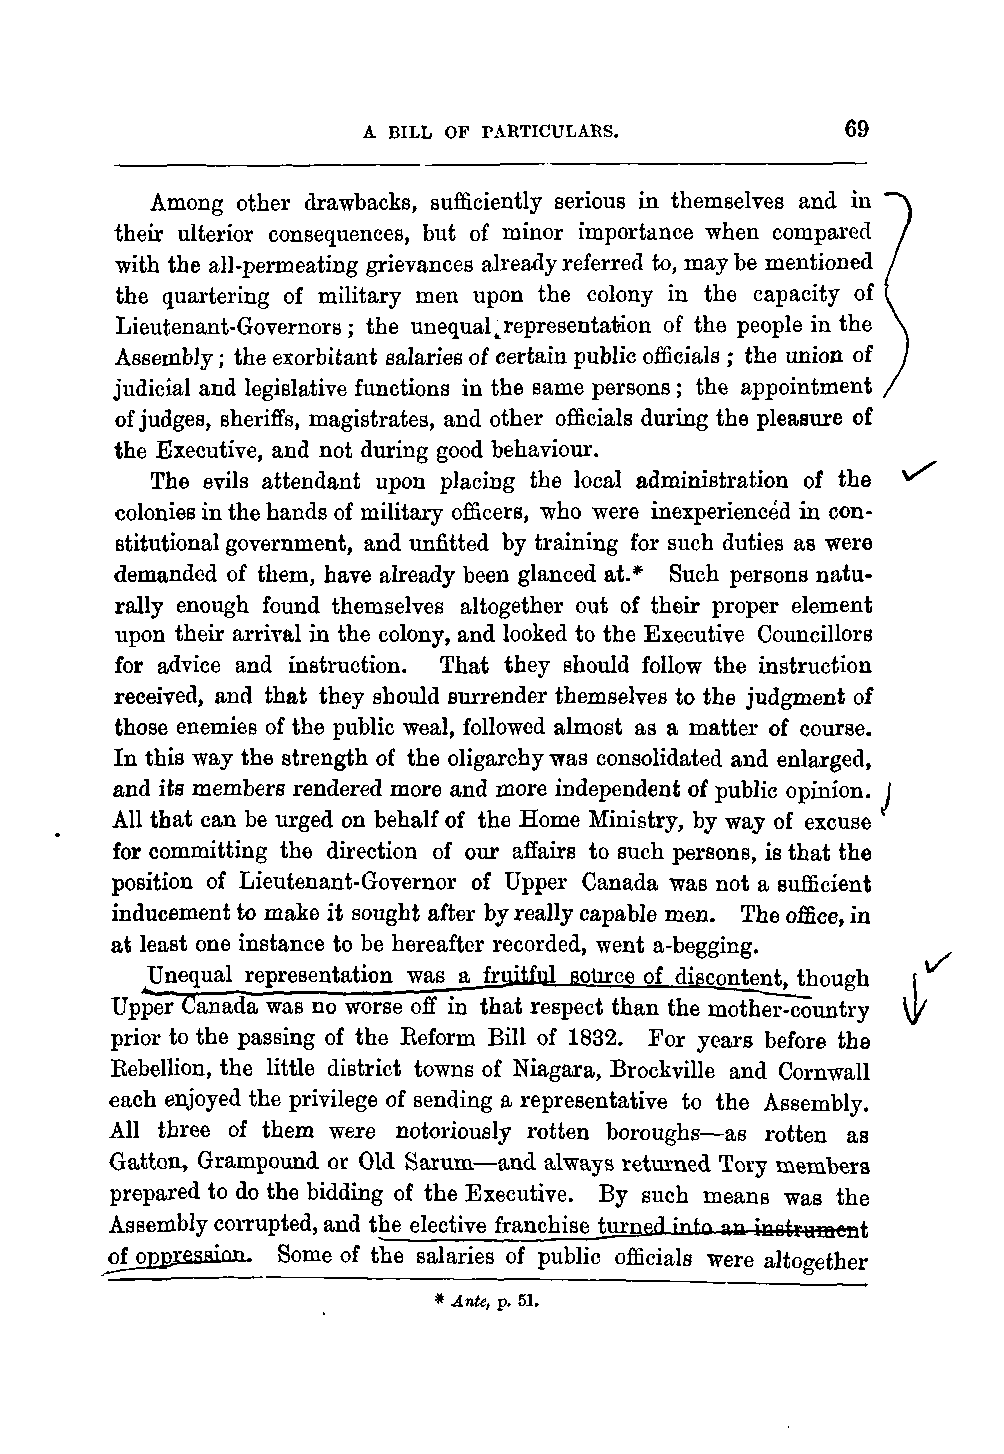 A BILL OF PARTICULARS. 69
Among other drawbacks, sufficiently serious in themselves and in
their ulterior consequences, but of minor importance when compared
with the all-permeating grievances already referred to, may be mentioned
the quartering of military men upon the colony in the capacity of
Lieutenant-Governors; the unequal representation of the people in the
Assembly; the exorbitant salaries of certain public officials; the union of
judicial and legislative functions in the same persons; the appointment
of judges, sheriffs, magistrates, and other officials during the pleasure of
the Executive, and not during good behaviour.
The evils attendant upon placing the local administration of the
colonies in the hands of military officers, who were inexperienced in con-
stitutional government, and unfitted by training for such duties as were
demanded of them, have already been glanced at.* Such persons natu-
rally enough found themselves altogether out of their proper element
upon their arrival in the colony, and looked to the Executive Councillors
for advice and instruction. That they should follow the instruction
received, and that they should surrender themselves to the judgment of
those enemies of the public weal, followed almost as a matter of course.
In this way the strength of the oligarchy was consolidated and enlarged,
and its members rendered more and more independent of public opinion.
All that can be urged on behalf of the Home Ministry, by way of excuse
for committing the direction of our affairs to such persons, is that the
position of Lieutenant-Governor of Upper Canada was not a sufficient
inducement to make it sought after by really capable men. The office, in
at least one instance to be hereafter recorded, went a-begging.
Unequal representation was a fruitful source of discontent, though
Upper Canada was no worse off in that respect than the mother-country
prior to the passing of the Reform Bill of 1832. For years before the
Rebellion, the little district towns of Niagara, Brockville and Cornwall
each enjoyed the privilege of sending a representative to the Assembly.
All three of them were notoriously rotten boroughs—as rotten as
Gatton, Grampound or Old Sarum—and always returned Tory members
prepared to do the bidding of the Executive. By such means was the
Assembly corrupted, and the elective franchise turned into an instrument
of oppression. Some of the salaries of public officials were altogether
* Ante, p. 51.